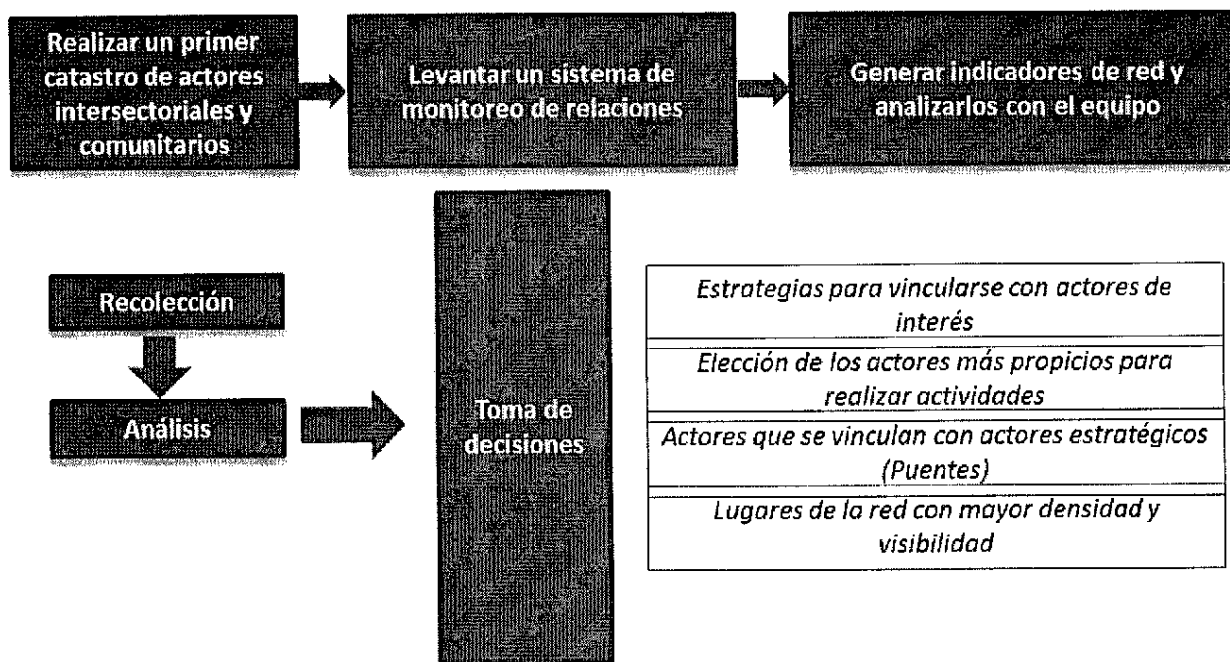 Realizar un primer
catastro de actores
intersectoriales y
comunitarios
Levantar un sistema de
monitoreo de relaciones
Generar indicadores de red y
analizarlos con el equipo
Recolección
Análisis
Toma de
decisiones
Estrategias para vincularse con actores de
interés
Elección de los actores más propicios para
realizar actividades
Actores que se vinculan con actores estratégicos
(Puentes)
Lugares de la red con mayor densidad y
visibilidad